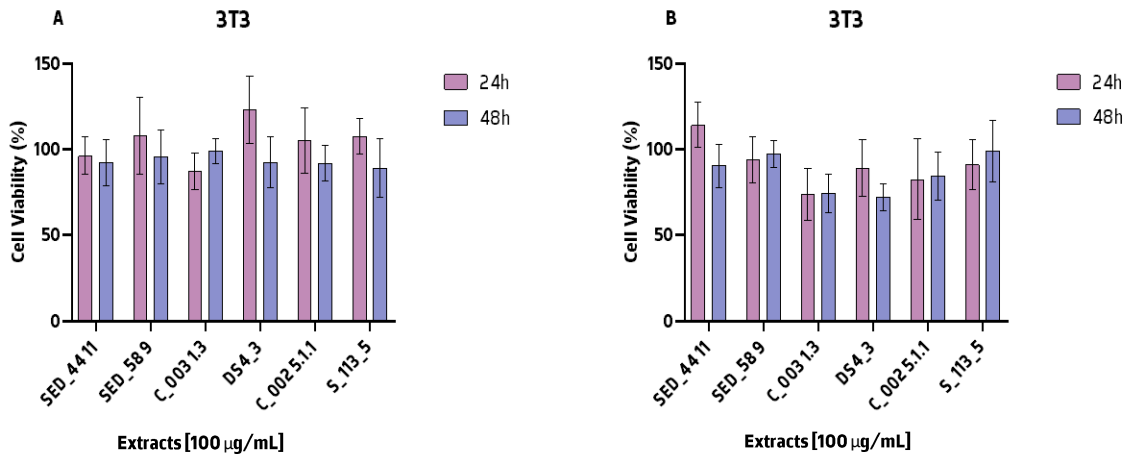 A
3T3
150
100
50
0
Cell Viability (%)
24h
48h
SED_44 11
SED_58 9
C_003 1.3
DS4_3
C_002 5.1.1
S_113_5
Extracts [100 µg/mL]
B
3T3
150
100
50
0
Cell Viability (%)
24h
48h
SED_44 11
SED_58 9
C_003 1.3
DS4_3
C_002 5.1.1
S_113_5
Extracts [100 µg/mL]